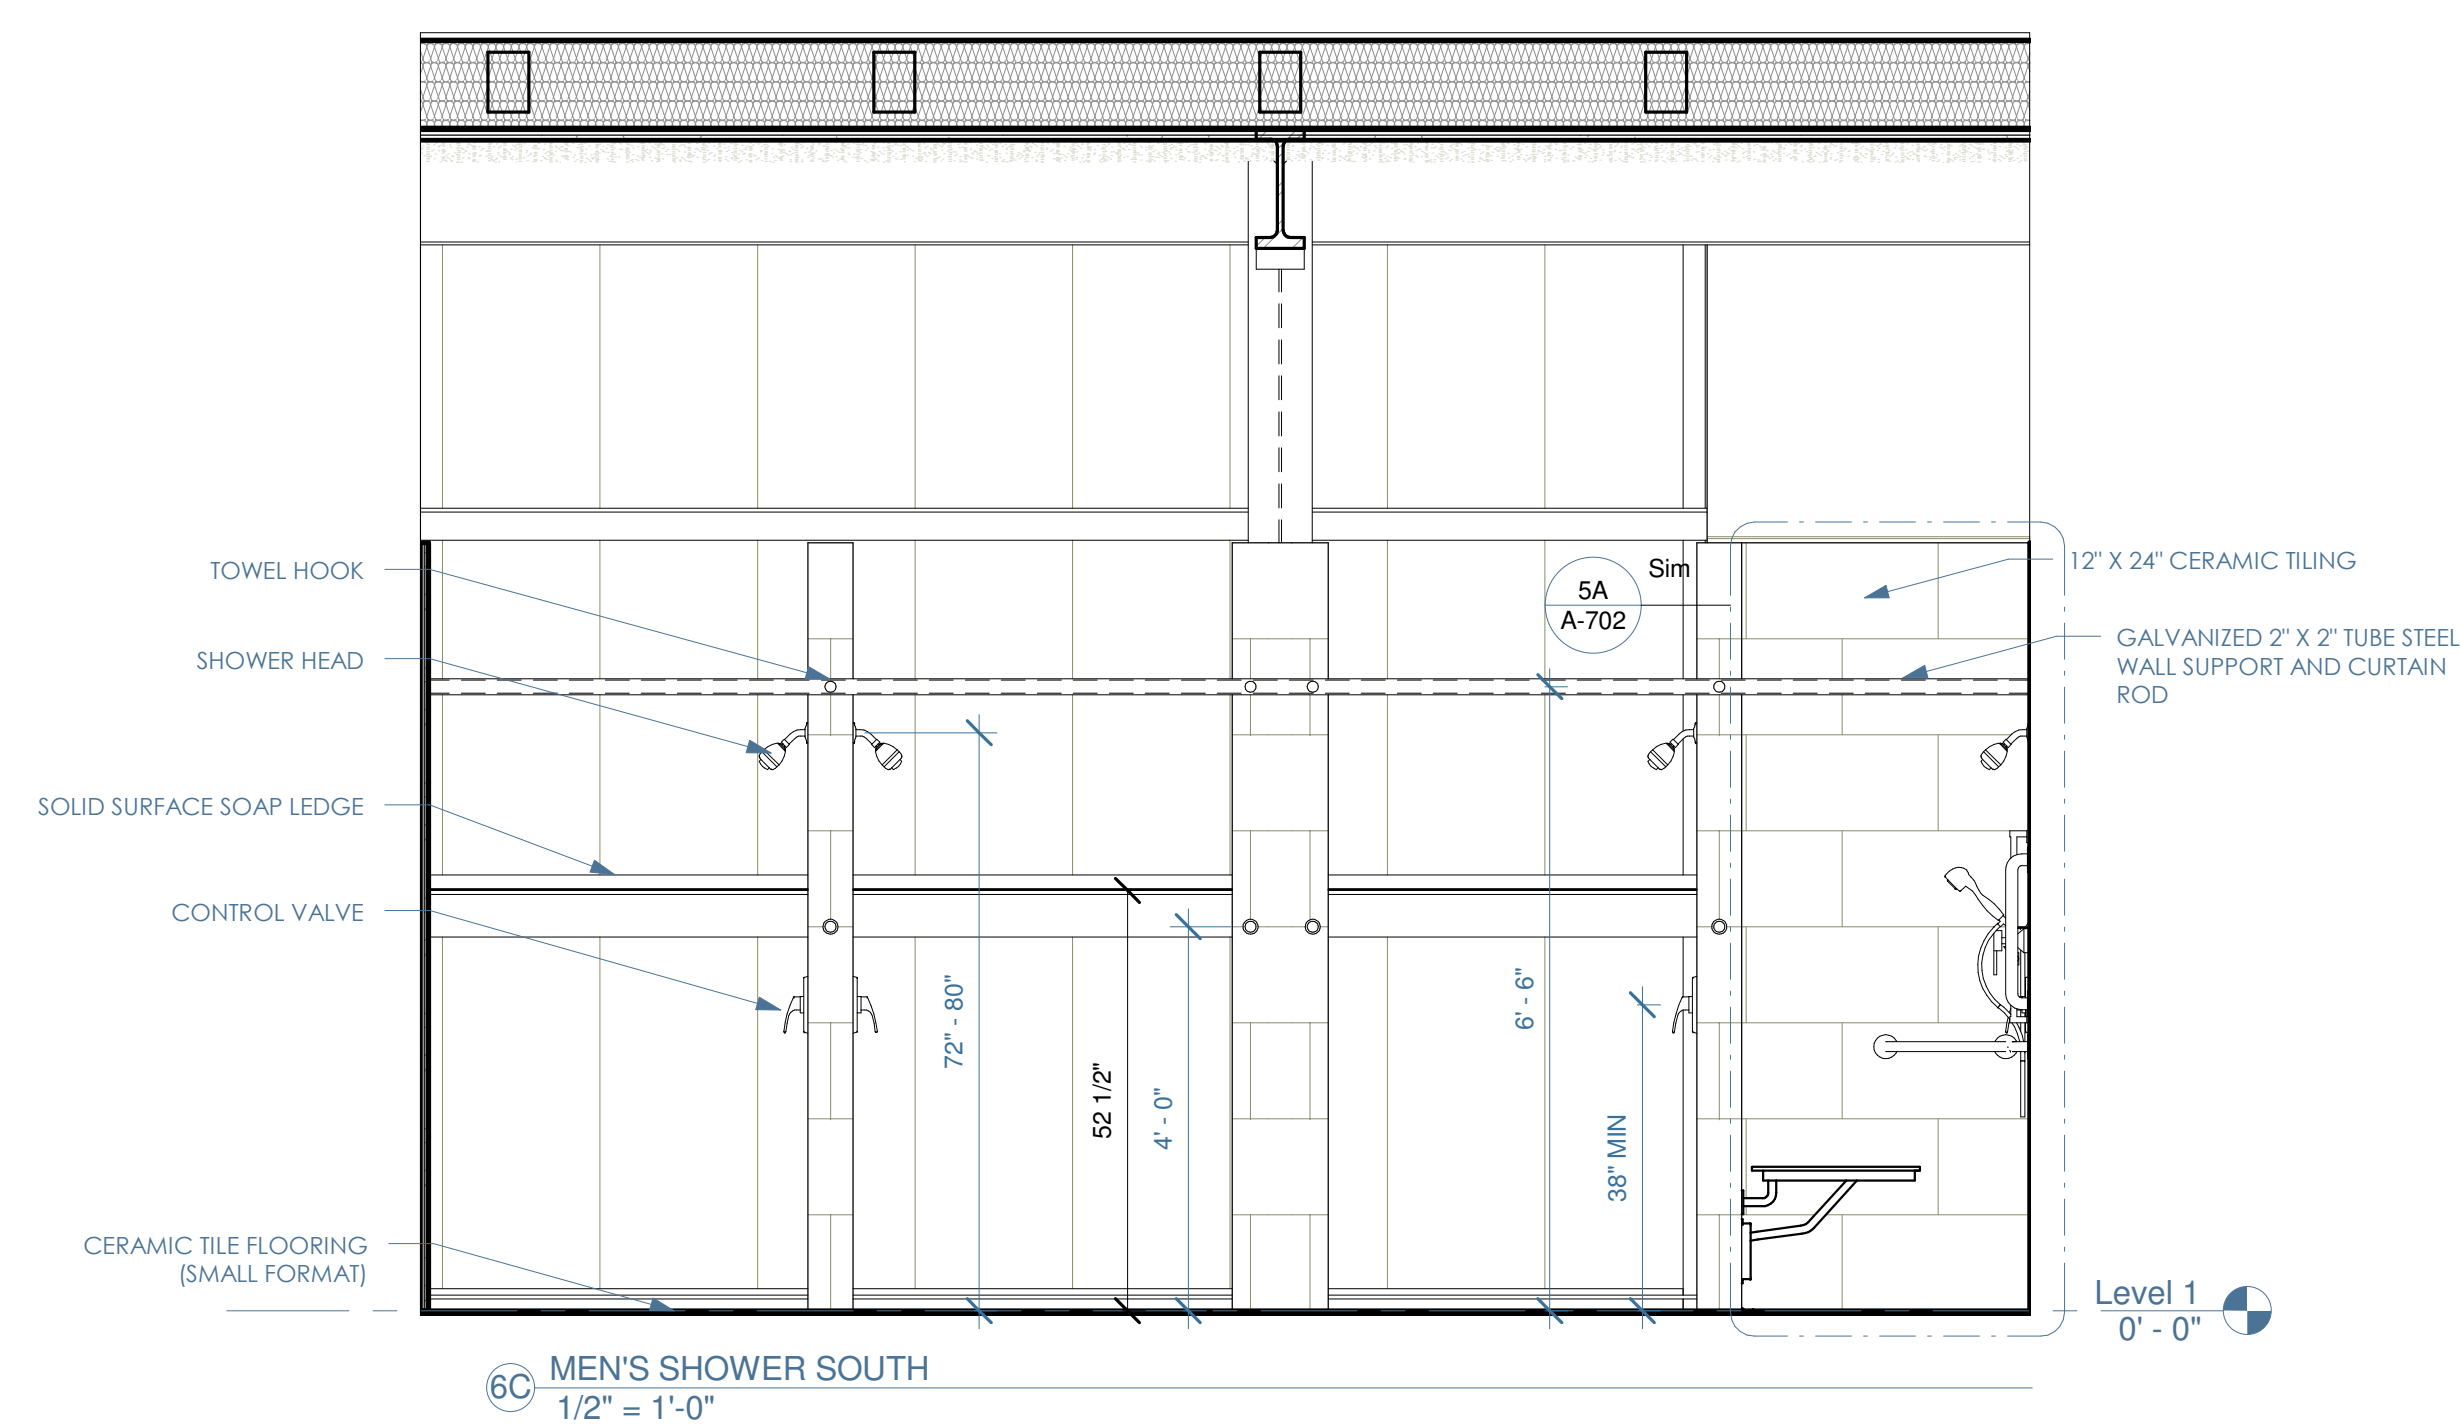 TOWEL HOOK
SHOWER HEAD
SOLID SURFACE SOAP LEDGE
CONTROL VALVE
CERAMIC TILE FLOORING
(SMALL FORMAT)
Sim
5A
A-702
72" - 80"
52 1/2"
4' - 0"
6' - 6"
38" MIN
12" X 24" CERAMIC TILING
GALVANIZED 2" X 2" TUBE STEEL
WALL SUPPORT AND CURTAIN
ROD
Level 1
0' - 0"
6C
MEN'S SHOWER SOUTH
1/2" = 1'-0"